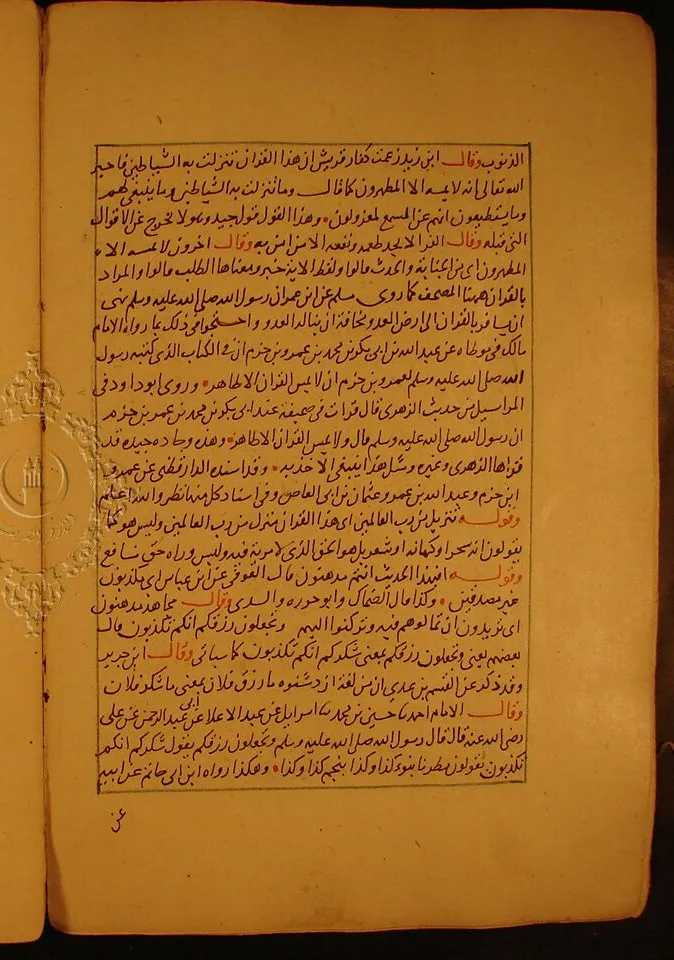 الذنوب وقال ابن زيد زعمت كفار قريش ان هذا القران تنزلت به الشياطين فاخبر
الله تعالى انه لا يمسه الا المطهرون كما قال وما تنزلت به الشياطين وما ينبغي لهم
وما يستطيعون انهم عن السمع لمعزولون وهذا القول قول جيد وهو لا يخرج عن الاقوال
التي قبله وقال الفرا لا يجد طعمه ونفعه الا من امن به وقال اخرون لا يمسه الا
المطهرون اي من الجنابة والحدث قالوا ولفظ الاية خبر ومعناها الطلب قالوا والمراد
بالقران ههنا المصحف كما روى مسلم عن ابن عمر ان رسول الله صلى الله عليه وسلم نهى
ان يسافر بالقران الى ارض العدو مخافة ان يناله العدو واحتجوا في ذلك بما رواه الامام
مالك في موطاه عن عبد الله بن ابي بكر بن محمد بن عمرو بن حزم ان في الكتاب الذي كتبه رسول
الله صلى الله عليه وسلم لعمرو بن حزم ان لا يمس القران الا طاهر وروى ابو داود في
المراسيل من حديث الزهري قال قرات في صحيفة عند ابي بكر بن محمد بن عمر بن حزم
ان رسول الله صلى الله عليه وسلم قال ولا يمس القران الا طاهر وهذه وجادة جيدة قد
قراها الزهري وغيره ومثل هذا ينبغي الاخذ به وقد اسنده الدارقطني عن عمرو
ابن حزم وعبد الله بن عمرو وعثمان بن ابي العاص وفي اسناد كل منها نظر والله اعلم
وقوله تنزيل من رب العالمين اي هذا القران منزل من رب العالمين وليس هو كما
يقولون انه سحر او كهانه او شعر بل هو الحق الذي لا مرية فيه وليس وراه حق نافع
وقوله افبهذا الحديث انتم مدهنون قال العوفي عن ابن عباس اي مكذبون
غير مصدقين وكذا قال الضحاك وابو حزره والسدي وقال مجاهد مدهنون
اي تريدون ان تمالوهم فيه وتركنوا اليهم وتجعلون رزقكم انكم تكذبون قال
بعضهم يعني وتجعلون رزقكم بمعنى شكركم انكم تكذبون كما سياتي وقال ابن جرير
وقد ذكر عن الهيثم بن عدي ان من لغة ازد شنوه ما رزق فلان بمعنى ما شكر فلان
وقال الامام احمد حسين بن محمد اسرايل عن عبد الاعلا عن ابي عبد الرحمن عن علي
رضي الله عنه قال قال رسول الله صلى الله عليه وسلم وتجعلون رزقكم يقول شكركم انكم
تكذبون تقولون مطرنا بنوء كذا وكذا بنجم كذا وكذا وهكذا رواه ابن ابي حاتم عن ابيه
عن